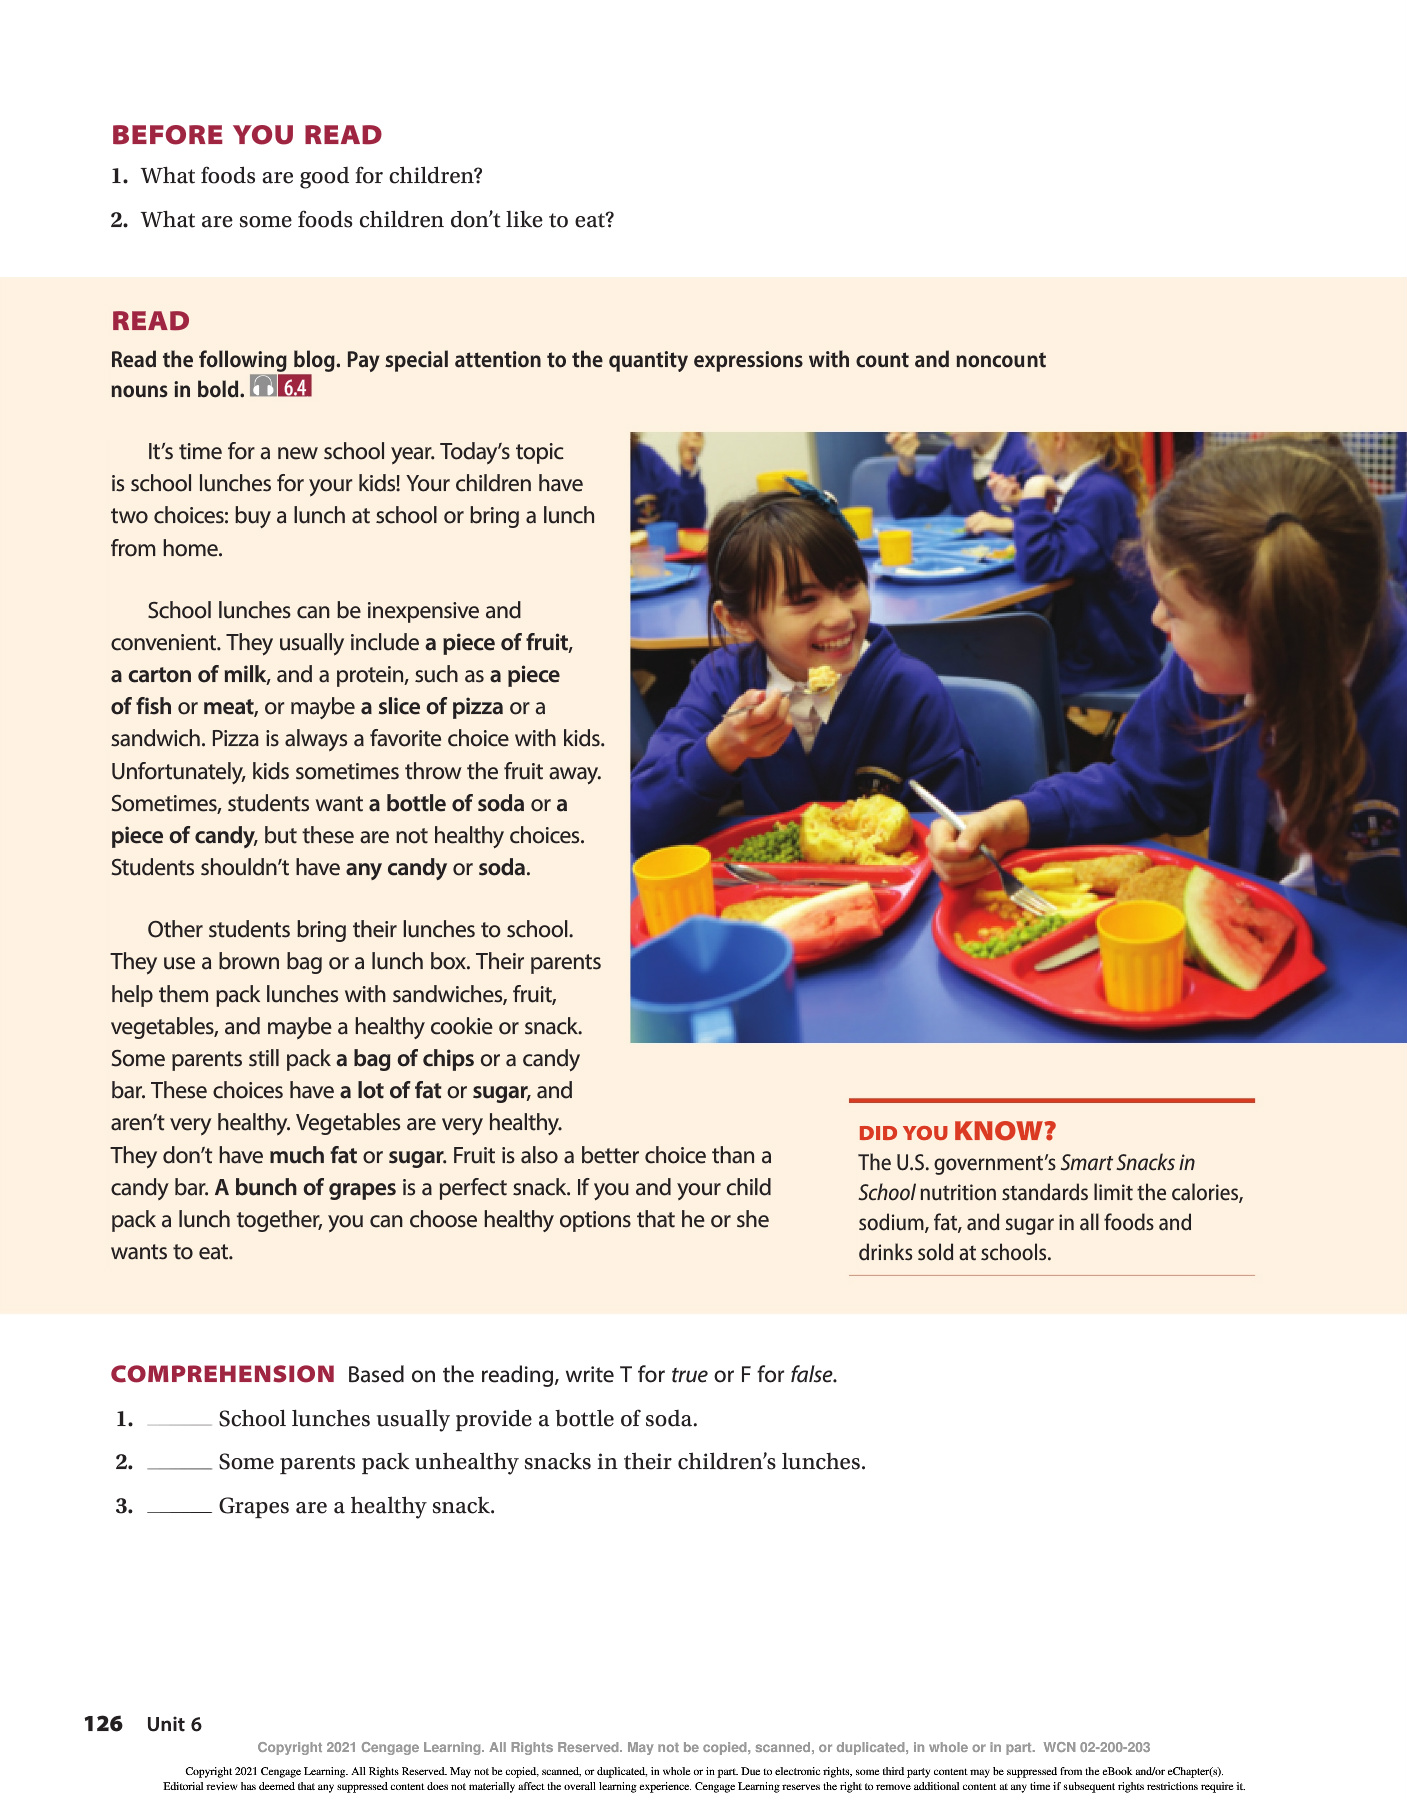 BEFORE YOU READ
1. What foods are good for children?
2. What are some foods children don’t like to eat?
READ
Read the following blog. Pay special attention to the quantity expressions with count and noncount
nouns in bold. 6.4
It’s time for a new school year. Today’s topic
is school lunches for your kids! Your children have
two choices: buy a lunch at school or bring a lunch
from home.
School lunches can be inexpensive and
convenient. They usually include a piece of fruit,
a carton of milk, and a protein, such as a piece
of fish or meat, or maybe a slice of pizza or a
sandwich. Pizza is always a favorite choice with kids.
Unfortunately, kids sometimes throw the fruit away.
Sometimes, students want a bottle of soda or a
piece of candy, but these are not healthy choices.
Students shouldn’t have any candy or soda.
Other students bring their lunches to school.
They use a brown bag or a lunch box. Their parents
help them pack lunches with sandwiches, fruit,
vegetables, and maybe a healthy cookie or snack.
Some parents still pack a bag of chips or a candy
bar. These choices have a lot of fat or sugar, and
aren’t very healthy. Vegetables are very healthy.
They don’t have much fat or sugar. Fruit is also a better choice than a
candy bar. A bunch of grapes is a perfect snack. If you and your child
pack a lunch together, you can choose healthy options that he or she
wants to eat.
DID YOU KNOW?
The U.S. government’s Smart Snacks in
School nutrition standards limit the calories,
sodium, fat, and sugar in all foods and
drinks sold at schools.
COMPREHENSION Based on the reading, write T for true or F for false.
1. ______ School lunches usually provide a bottle of soda.
2. ______ Some parents pack unhealthy snacks in their children’s lunches.
3. ______ Grapes are a healthy snack.
126 Unit 6
Copyright 2021 Cengage Learning. All Rights Reserved. May not be copied, scanned, or duplicated, in whole or in part. WCN 02-200-203
Copyright 2021 Cengage Learning. All Rights Reserved. May not be copied, scanned, or duplicated, in whole or in part. Due to electronic rights, some third party content may be suppressed from the eBook and/or eChapter(s).
Editorial review has deemed that any suppressed content does not materially affect the overall learning experience. Cengage Learning reserves the right to remove additional content at any time if subsequent rights restrictions require it.